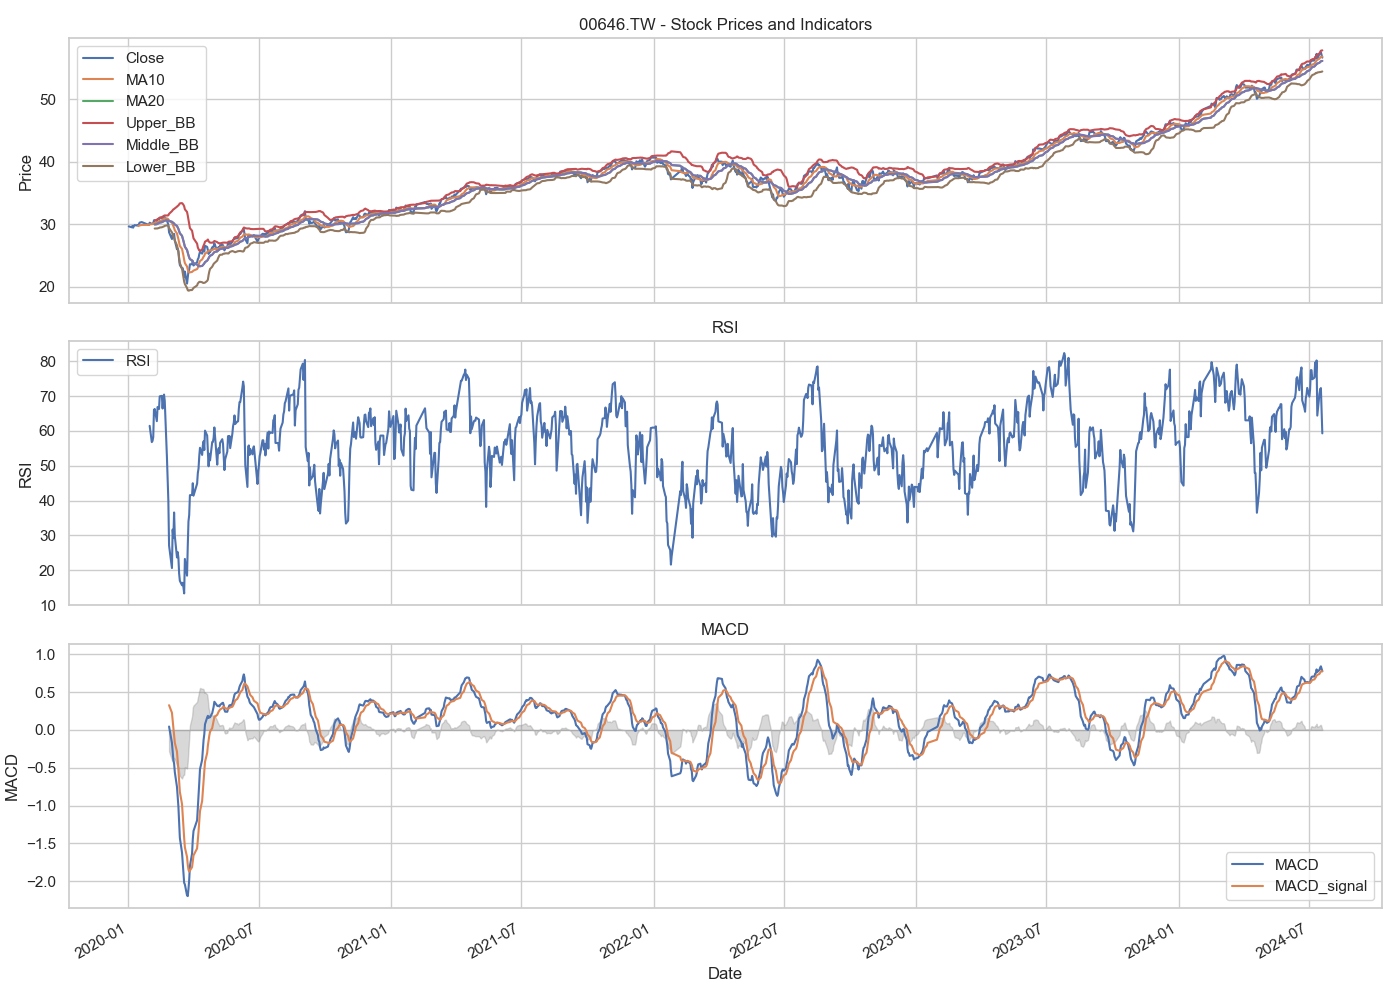 00646.TW - Stock Prices and Indicators
Close
MA10
MA20
Upper_BB
Middle_BB
Lower_BB
Price
50
40
30
20
RSI
RSI
RSI
80
70
60
50
40
30
20
10
MACD
MACD
1.0
0.5
0.0
−0.5
−1.0
−1.5
−2.0
MACD
MACD_signal
2020-01
2020-07
2021-01
2021-07
2022-01
2022-07
2023-01
2023-07
2024-01
2024-07
Date